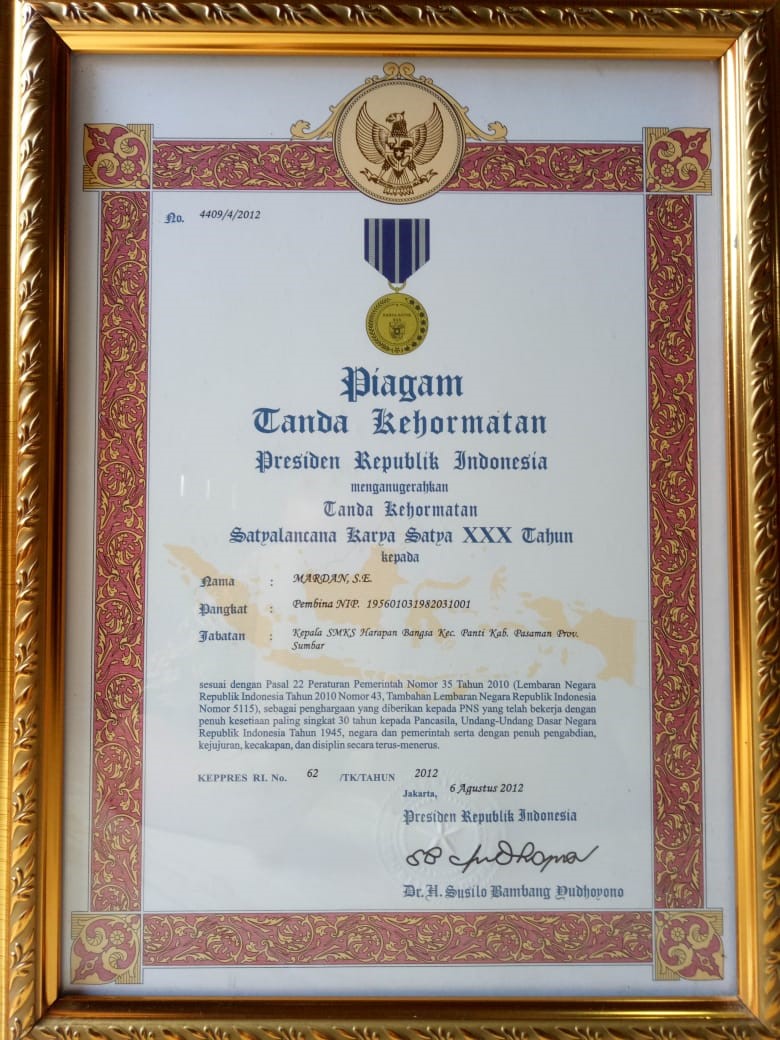 No. 4409/4/2012
Piagam
Tanda Kehormatan
Presiden Republik Indonesia
menganugerahkan
Tanda Kehormatan
Satyalancana Karya Satya XXX Tahun
kepada
Nama : MARDAN, S.E.
Pangkat : Pembina NIP. 195601031982031001
Jabatan : Kepala SMKS Harapan Bangsa Kec. Panti Kab. Pasaman Prov.
Sumbar
sesuai dengan Pasal 22 Peraturan Pemerintah Nomor 35 Tahun 2010 (Lembaran Negara
Republik Indonesia Tahun 2010 Nomor 43, Tambahan Lembaran Negara Republik Indonesia
Nomor 5115), sebagai penghargaan yang diberikan kepada PNS yang telah bekerja dengan
penuh kesetiaan paling singkat 30 tahun kepada Pancasila, Undang-Undang Dasar Negara
Republik Indonesia Tahun 1945, negara dan pemerintah serta dengan penuh pengabdian,
kejujuran, kecakapan, dan disiplin secara terus-menerus.
KEPPRES RI. No. 62 /TK/TAHUN 2012
Jakarta, 6 Agustus 2012
Presiden Republik Indonesia
Dr. H. Susilo Bambang Yudhoyono